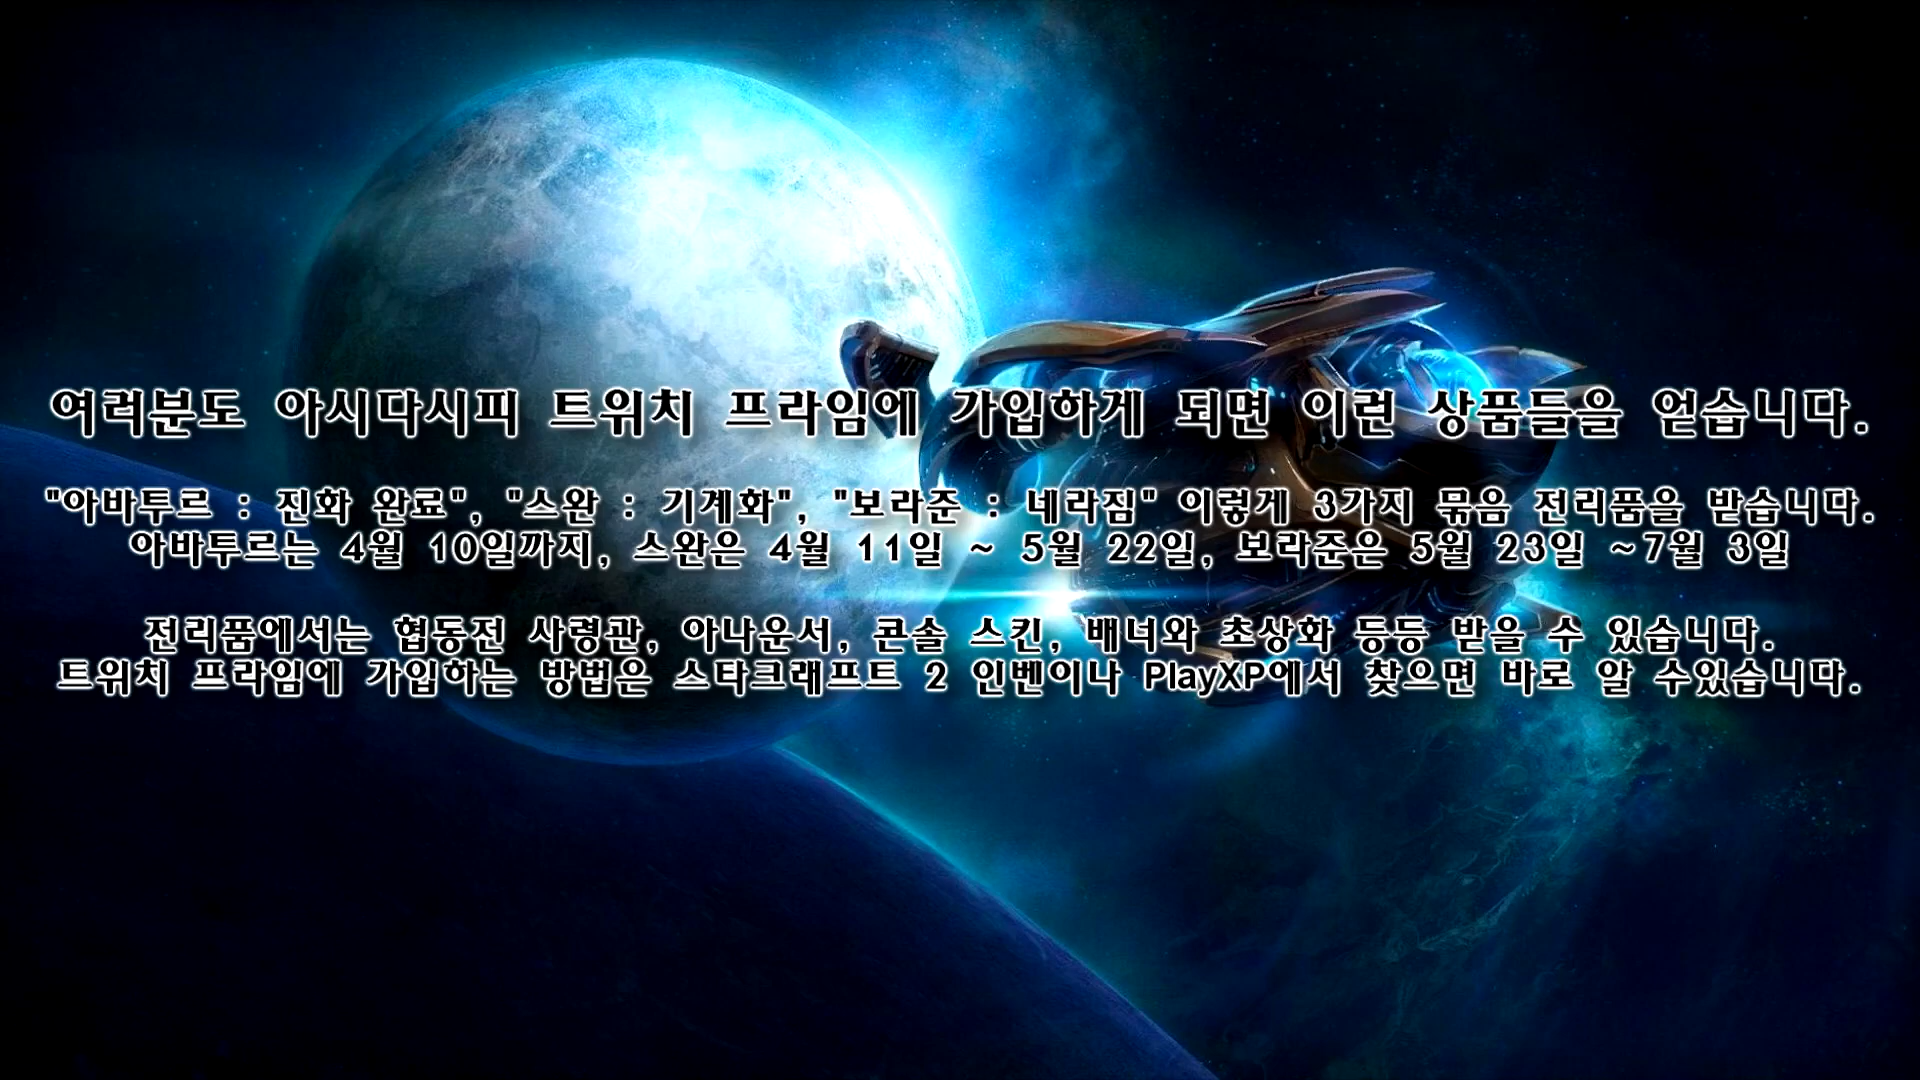 여러분도 아시다시피 트위치 프라임에 가입하게 되면 이런 상품들을 얻습니다.
"아바투르 : 진화 완료", "스완 : 기계화", "보라준 : 네라짐" 이렇게 3가지 묶음 전리품을 받습니다.
아바투르는 4월 10일까지, 스완은 4월 11일 ~ 5월 22일, 보라준은 5월 23일 ~7월 3일
전리품에서는 협동전 사령관, 아나운서, 콘솔 스킨, 배너와 초상화 등등 받을 수 있습니다.
트위치 프라임에 가입하는 방법은 스타크래프트 2 인벤이나 PlayXP에서 찾으면 바로 알 수있습니다.